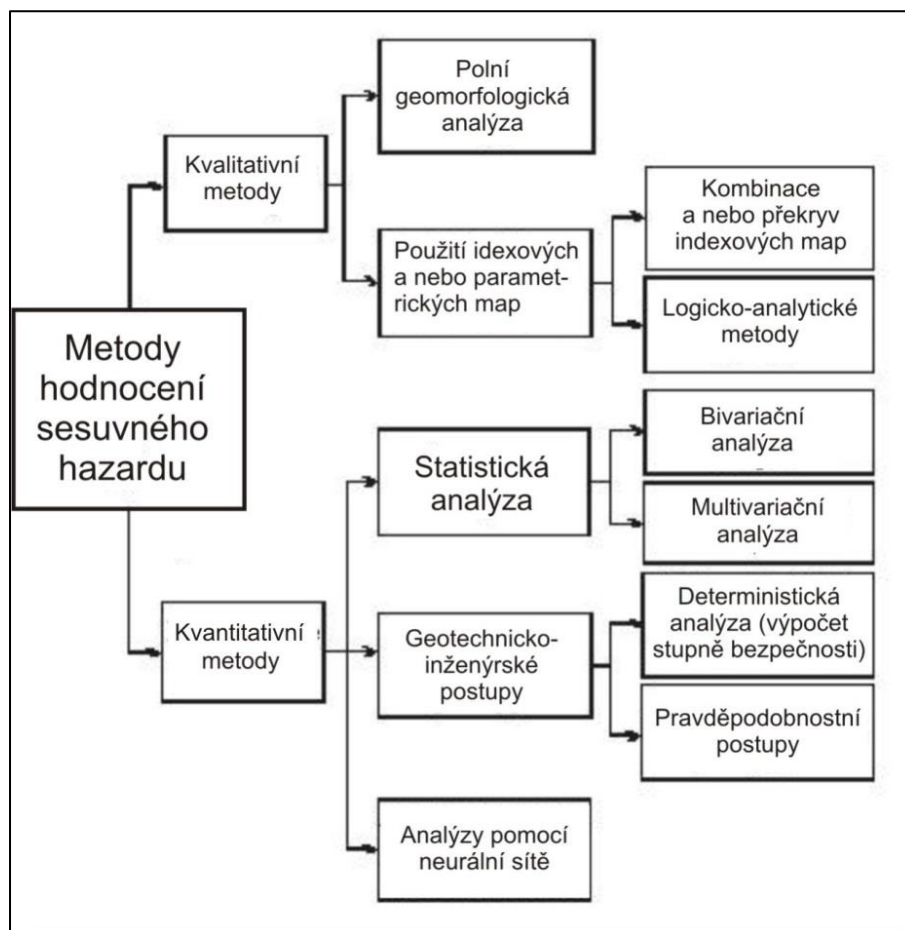 Metody
hodnocení
sesuvného
hazardu
Kvalitativní
metody
Polní
geomorfologická
analýza
Použití idexových
a nebo paramet-
rických map
Kombinace
a nebo překryv
indexových map
Logicko-analytické
metody
Kvantitativní
metody
Statistická
analýza
Bivariační
analýza
Multivariační
analýza
Geotechnicko-
inženýrské
postupy
Deterministická
analýza (výpočet
stupně bezpečnosti)
Pravděpodobnostní
postupy
Analýzy pomocí
neurální sítě